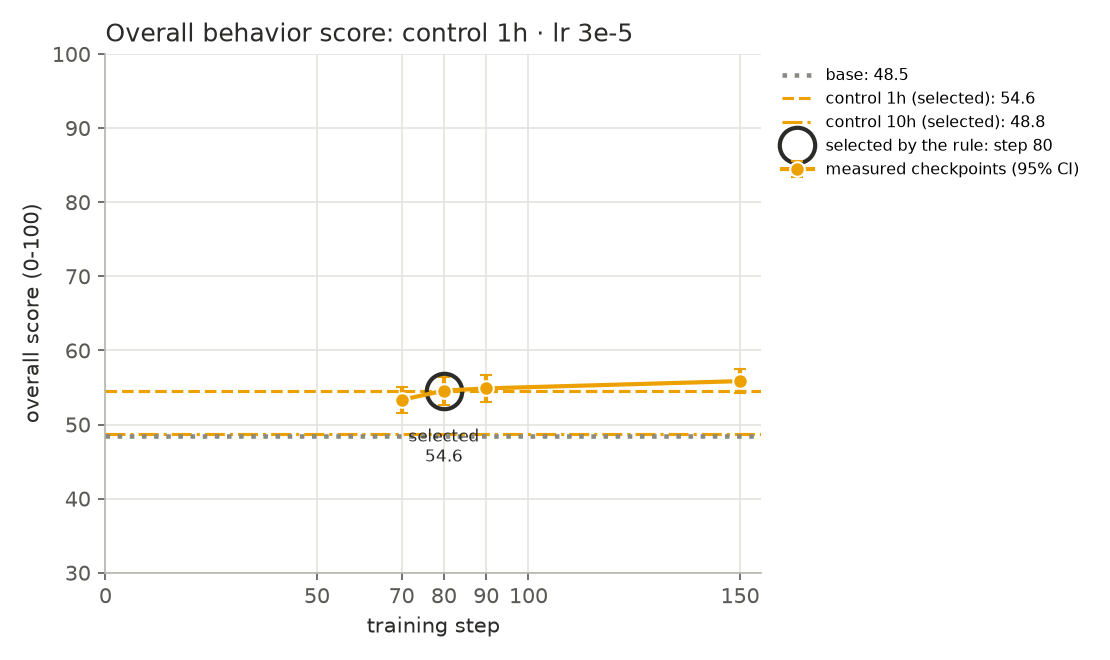 Overall behavior score: control 1h · lr 3e-5
100
90
80
70
60
50
40
30
overall score (0-100)
selected
54.6
0
50
70
80
90
100
150
training step
base: 48.5
control 1h (selected): 54.6
control 10h (selected): 48.8
selected by the rule: step 80
measured checkpoints (95% CI)